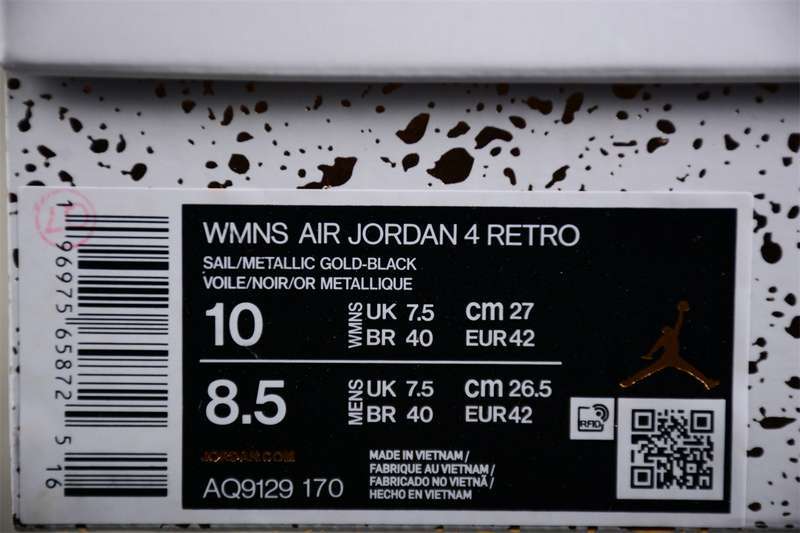 WMNS AIR JORDAN 4 RETRO
SAIL/METALLIC GOLD-BLACK
VOILE/NOIR/OR METALLIQUE
10 WMNS UK 7.5 cm 27
BR 40 EUR 42
8.5 MENS UK 7.5 cm 26.5
BR 40 EUR 42
RFID
JORDAN.COM
AQ9129 170
MADE IN VIETNAM /
FABRIQUE AU VIETNAM /
FABRICADO NO VIETNÃ /
HECHO EN VIETNAM
1 96975 65872 5 16